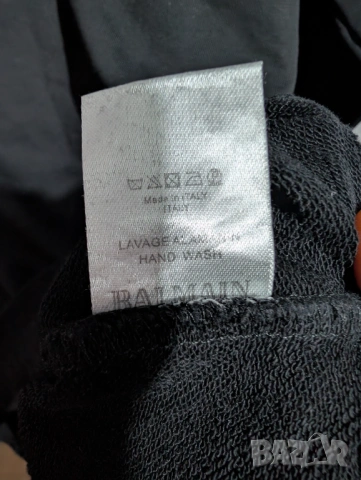 Made in ITALY
ITALY
LAVAGE A LA MAIN
HAND WASH
BALMAIN
BAZAR